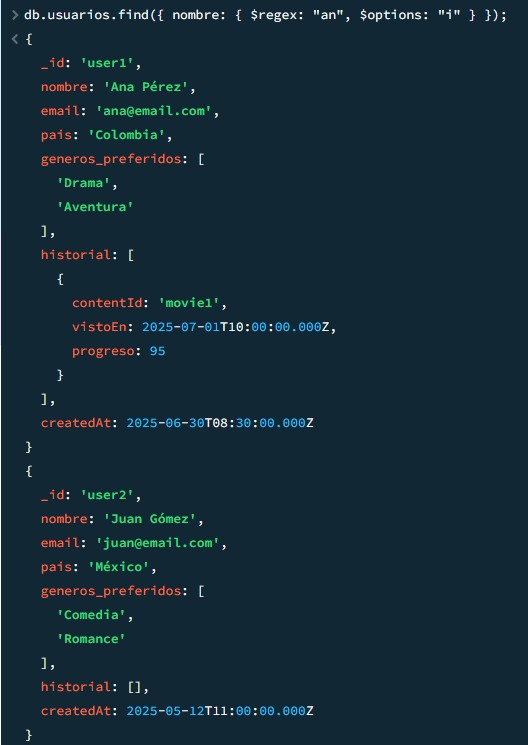 > db.usuarios.find({ nombre: { $regex: "an", $options: "i" } });
< {
_id: 'user1',
nombre: 'Ana Pérez',
email: 'ana@email.com',
pais: 'Colombia',
generos_preferidos: [
'Drama',
'Aventura'
],
historial: [
{
contentId: 'movie1',
vistoEn: 2025-07-01T10:00:00.000Z,
progreso: 95
}
],
createdAt: 2025-06-30T08:30:00.000Z
}
{
_id: 'user2',
nombre: 'Juan Gómez',
email: 'juan@email.com',
pais: 'México',
generos_preferidos: [
'Comedia',
'Romance'
],
historial: [],
createdAt: 2025-05-12T11:00:00.000Z
}